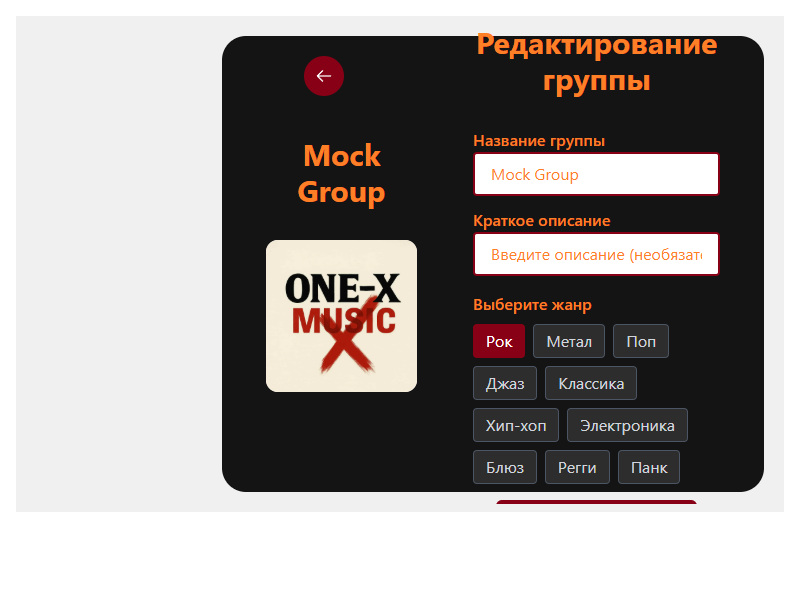 Mock
Group
ONE-X
MUSIC
Редактирование
группы
Название группы
Mock Group
Краткое описание
Введите описание (необязат
Выберите жанр
Рок
Метал
Поп
Джаз
Классика
Хип-хоп
Электроника
Блюз
Регги
Панк